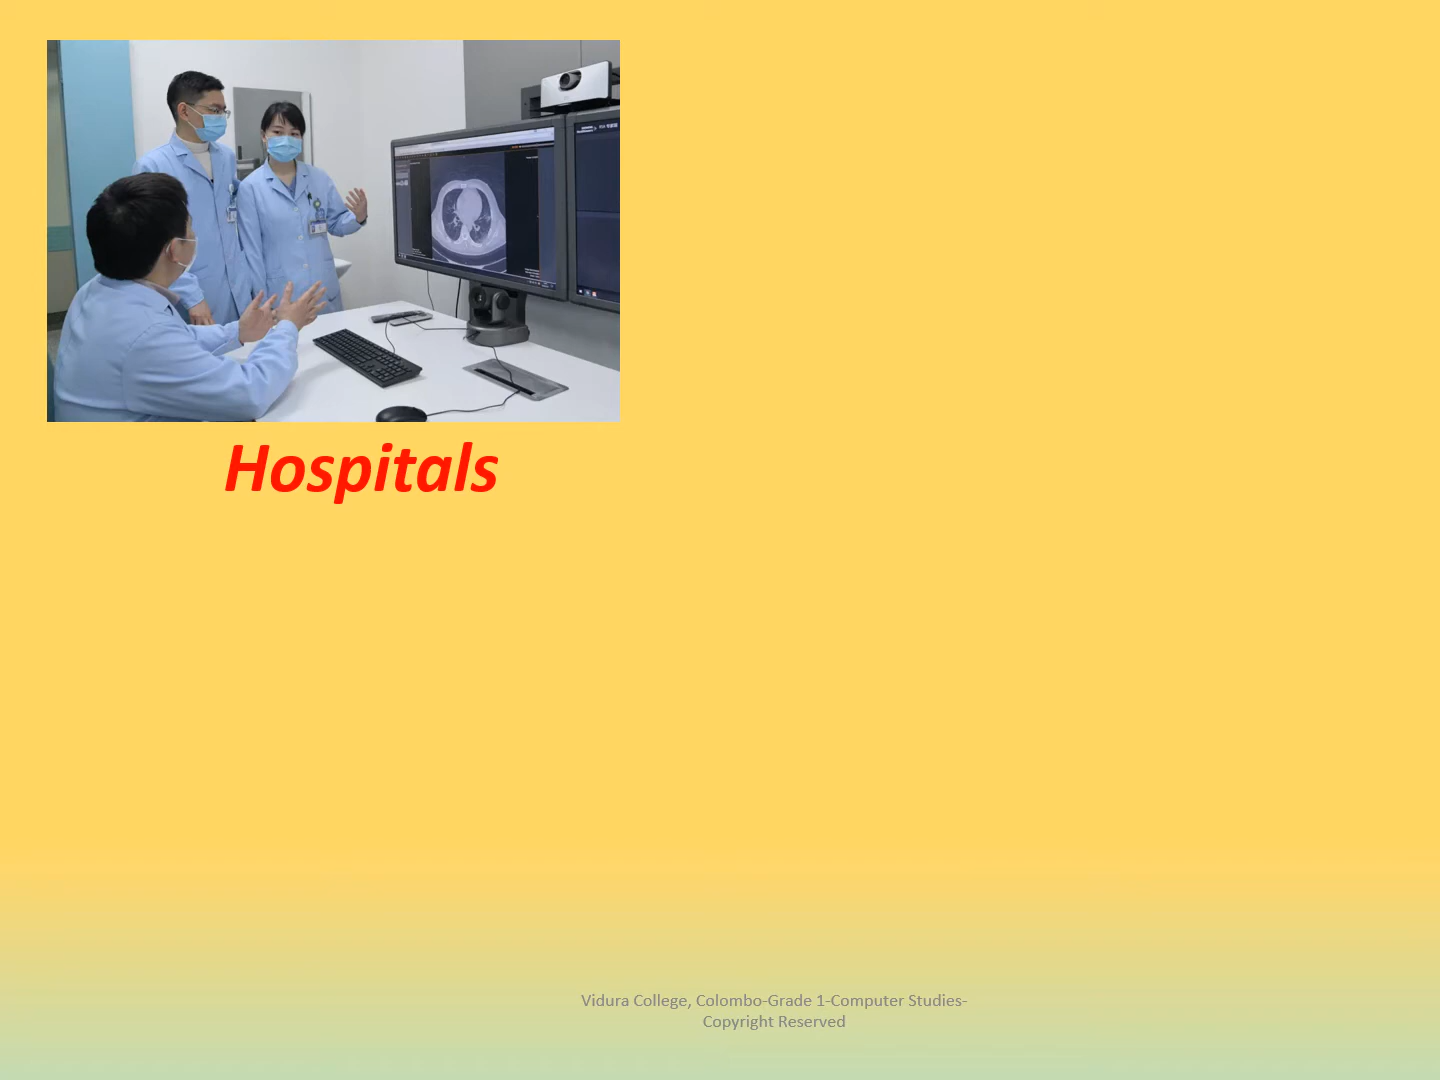 Hospitals
Vidura College, Colombo-Grade 1-Computer Studies-
Copyright Reserved